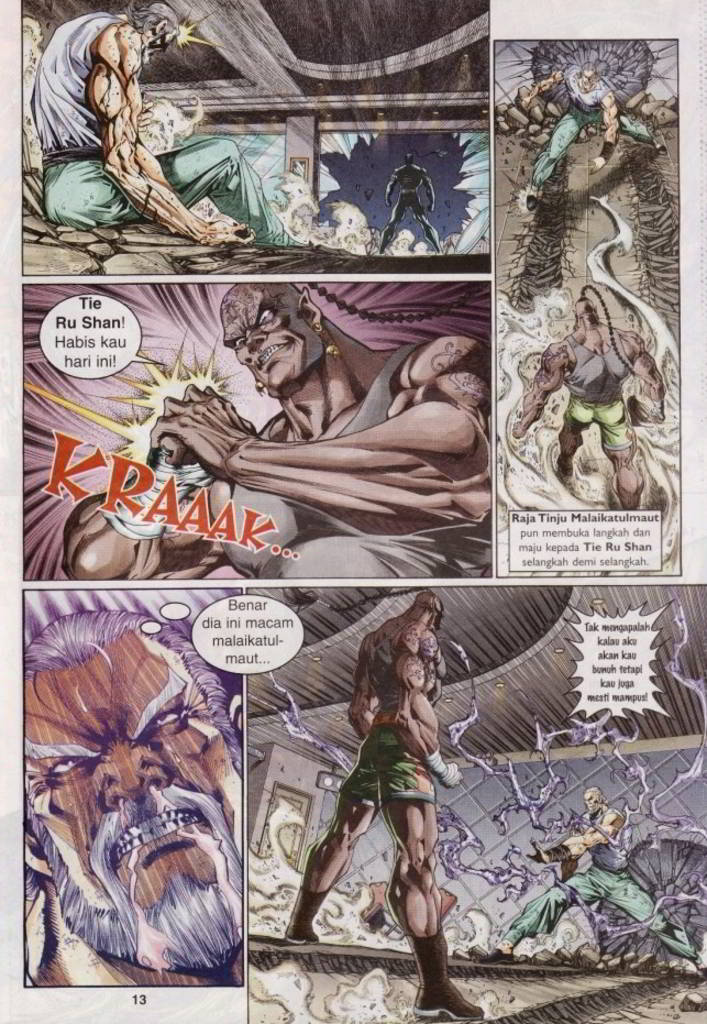 Tie
Ru Shan!
Habis kau
hari ini!
KRAAAK...
Raja Tinju Malaikatulmaut
pun membuka langkah dan
maju kepada Tie Ru Shan
selangkah demi selangkah.
Benar
dia ini macam
malaikatul-
maut...
Tak mengapalah
kalau aku
akan kau
bunuh tetapi
kau juga
mesti mampus!
13